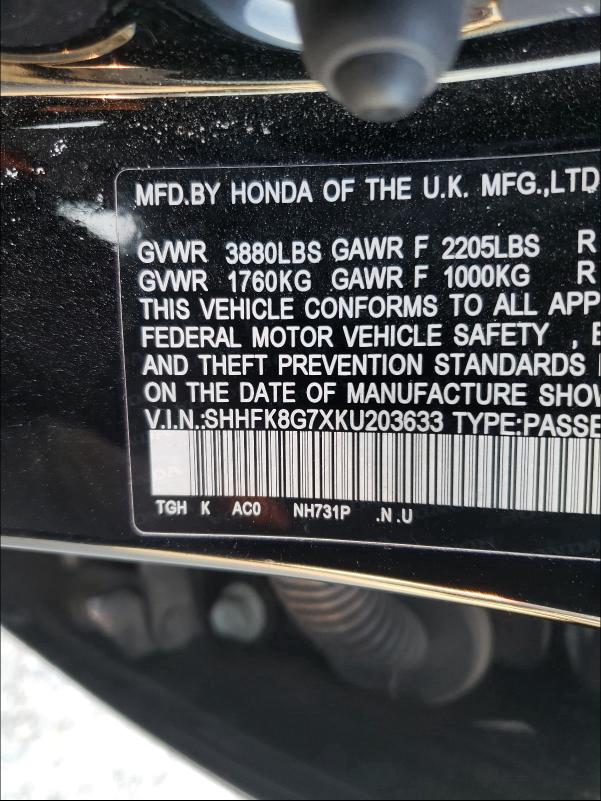 MFD.BY HONDA OF THE U.K. MFG.,LTD
GVWR 3880LBS GAWR F 2205LBS R
GVWR 1760KG GAWR F 1000KG R
THIS VEHICLE CONFORMS TO ALL APP
FEDERAL MOTOR VEHICLE SAFETY , B
AND THEFT PREVENTION STANDARDS
ON THE DATE OF MANUFACTURE SHOW
V.I.N.:SHHFK8G7XKU203633 TYPE:PASSE
TGH K AC0 NH731P .N .U